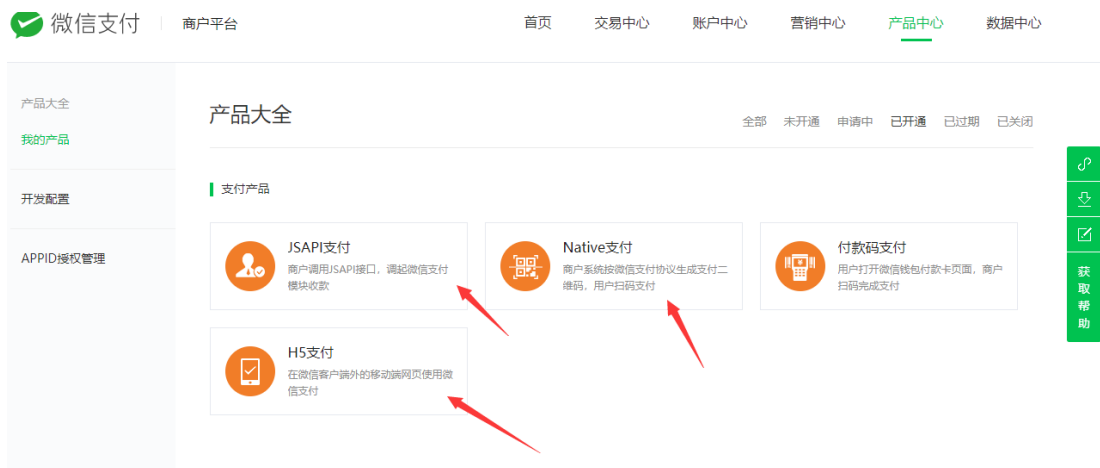 微信支付 商户平台 首页 交易中心 账户中心 营销中心 产品中心 数据中心
产品大全
我的产品
开发配置
APPID授权管理
产品大全
全部 未开通 申请中 已开通 已过期 已关闭
支付产品
JSAPI支付
商户调用JSAPI接口，调起微信支付
模块收款
Native支付
商户系统按微信支付协议生成支付二
维码，用户扫码支付
付款码支付
用户打开微信钱包付款卡页面，商户
扫码完成支付
H5支付
在微信客户端外的移动端网页使用微
信支付
获
取
帮
助